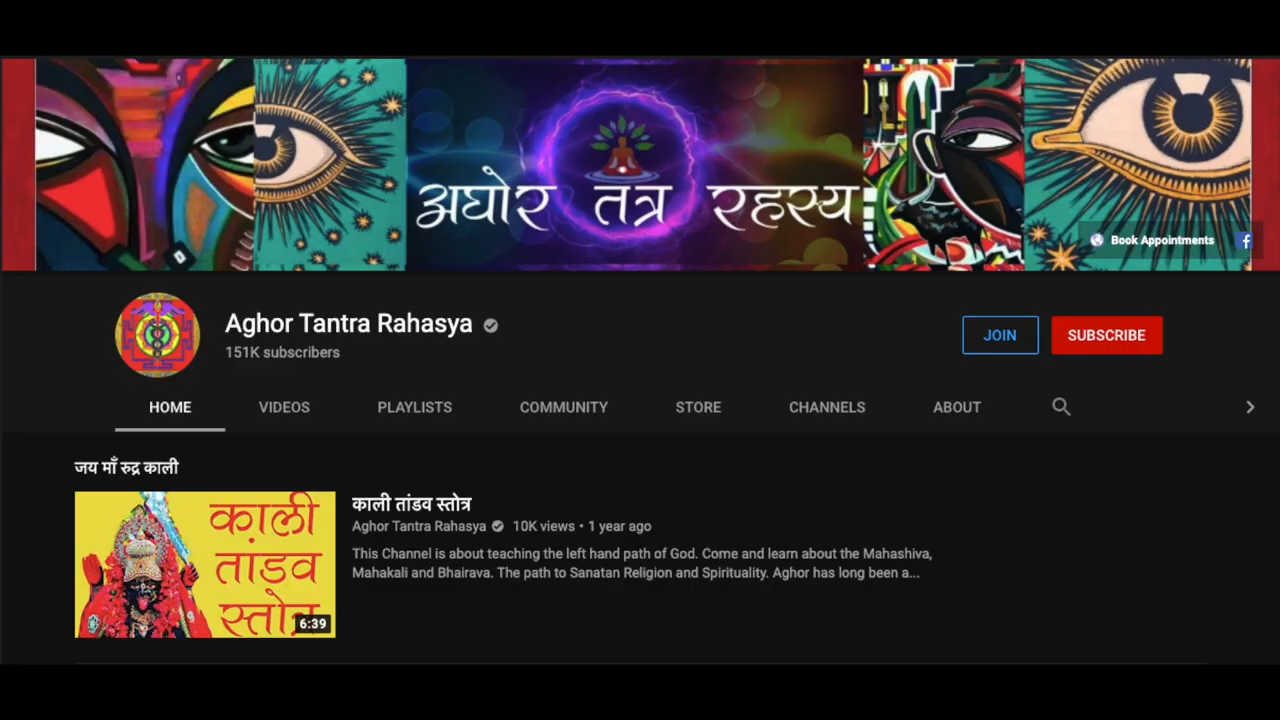 अघोर तत्र रहस्य
Book Appointments
Aghor Tantra Rahasya
151K subscribers
JOIN
SUBSCRIBE
HOME VIDEOS PLAYLISTS COMMUNITY STORE CHANNELS ABOUT
जय माँ रुद्र काली
काली
तांडव
स्तोत्र
6:39
काली तांडव स्तोत्र
Aghor Tantra Rahasya 10K views • 1 year ago
This Channel is about teaching the left hand path of God. Come and learn about the Mahashiva,
Mahakali and Bhairava. The path to Sanatan Religion and Spirituality. Aghor has long been a...